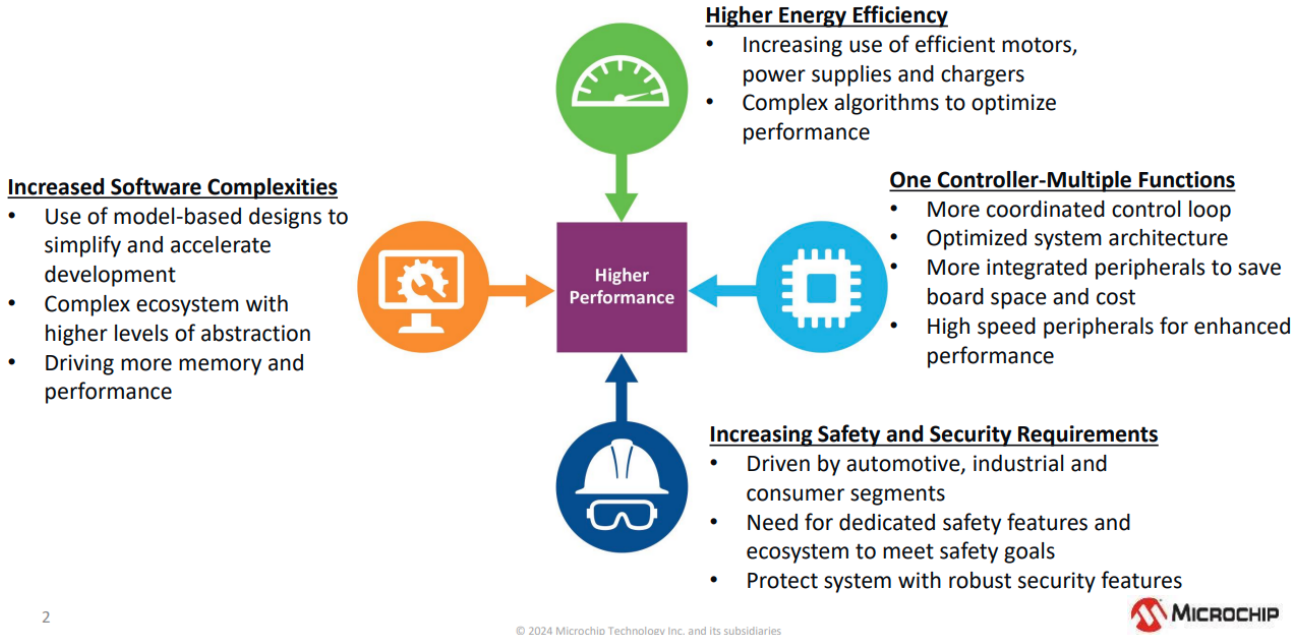 Higher Energy Efficiency
• Increasing use of efficient motors,
power supplies and chargers
• Complex algorithms to optimize
performance
Increased Software Complexities
• Use of model-based designs to
simplify and accelerate
development
• Complex ecosystem with
higher levels of abstraction
• Driving more memory and
performance
Higher
Performance
One Controller-Multiple Functions
• More coordinated control loop
• Optimized system architecture
• More integrated peripherals to save
board space and cost
• High speed peripherals for enhanced
performance
Increasing Safety and Security Requirements
• Driven by automotive, industrial and
consumer segments
• Need for dedicated safety features and
ecosystem to meet safety goals
• Protect system with robust security features
2
© 2024 Microchip Technology Inc. and its subsidiaries
MICROCHIP